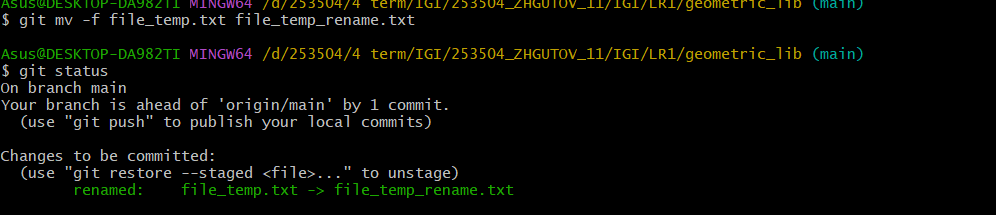 Asus@DESKTOP-DA982TI MINGW64 /d/253504/4 term/IGI/253504_ZHGUTOV_11/IGI/LR1/geometric_lib (main)
$ git mv -f file_temp.txt file_temp_rename.txt
Asus@DESKTOP-DA982TI MINGW64 /d/253504/4 term/IGI/253504_ZHGUTOV_11/IGI/LR1/geometric_lib (main)
$ git status
On branch main
Your branch is ahead of 'origin/main' by 1 commit.
  (use "git push" to publish your local commits)
Changes to be committed:
  (use "git restore --staged <file>..." to unstage)
        renamed:    file_temp.txt -> file_temp_rename.txt